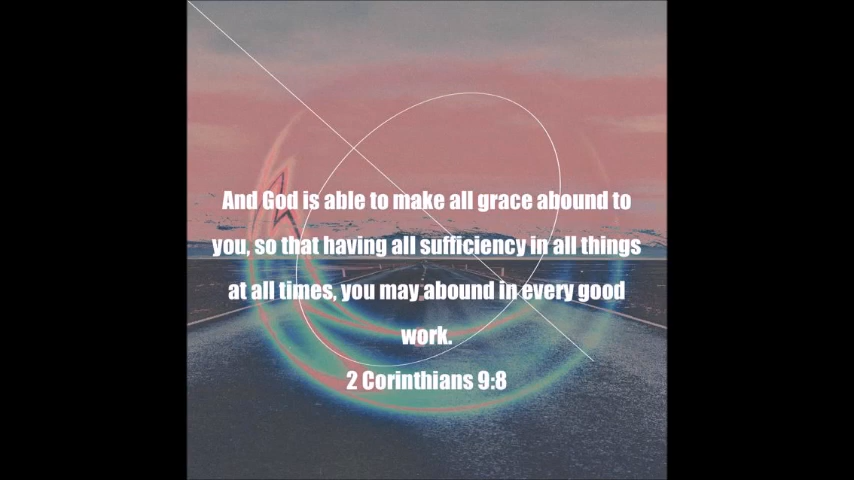 And God is able to make all grace abound to
you, so that having all sufficiency in all things
at all times, you may abound in every good
work.
2 Corinthians 9:8